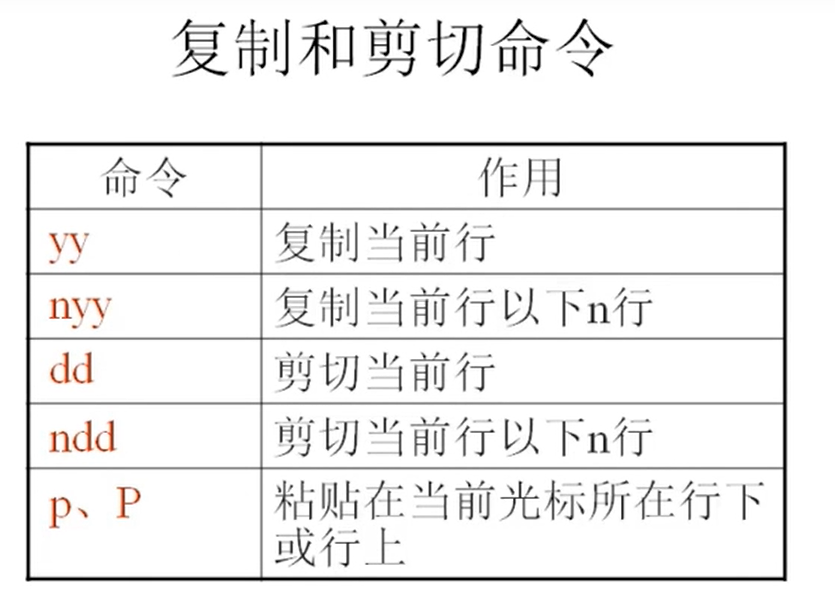 复制和剪切命令
命令 作用
yy 复制当前行
nyy 复制当前行以下n行
dd 剪切当前行
ndd 剪切当前行以下n行
p、P 粘贴在当前光标所在行下
或行上